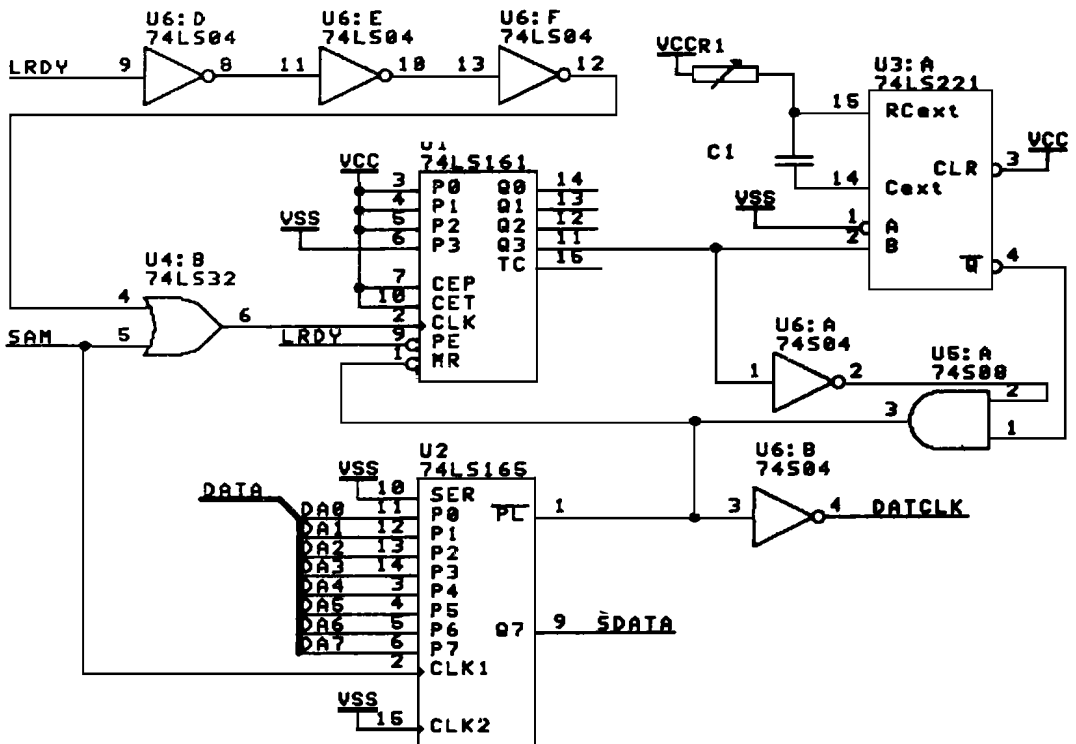 U6:D
74LS04
U6:E
74LS04
U6:F
74LS04
LRDY 9 8 11 10 13 12
VCC R1
U3:A
74LS221
15 RCext
C1
14 Cext
CLR 3 VCC
VSS
1 A
2 B
Q 4
U1
74LS161
VCC
3 P0 Q0 14
4 P1 Q1 13
5 P2 Q2 12
VSS
6 P3 Q3 11
TC 15
7 CEP
10 CET
2 CLK
LRDY 9 PE
1 MR
U4:B
74LS32
4
SAM 5 6
U6:A
74S04
1 2
U5:A
74S08
2
3
1
U2
74LS165
VSS
10 SER
DATA
DA0 11 P0 PL 1
DA1 12 P1
DA2 13 P2
DA3 14 P3
DA4 3 P4
DA5 4 P5
DA6 5 P6 Q7 9 SDATA
DA7 6 P7
2 CLK1
VSS
15 CLK2
U6:B
74S04
3 4 DATCLK